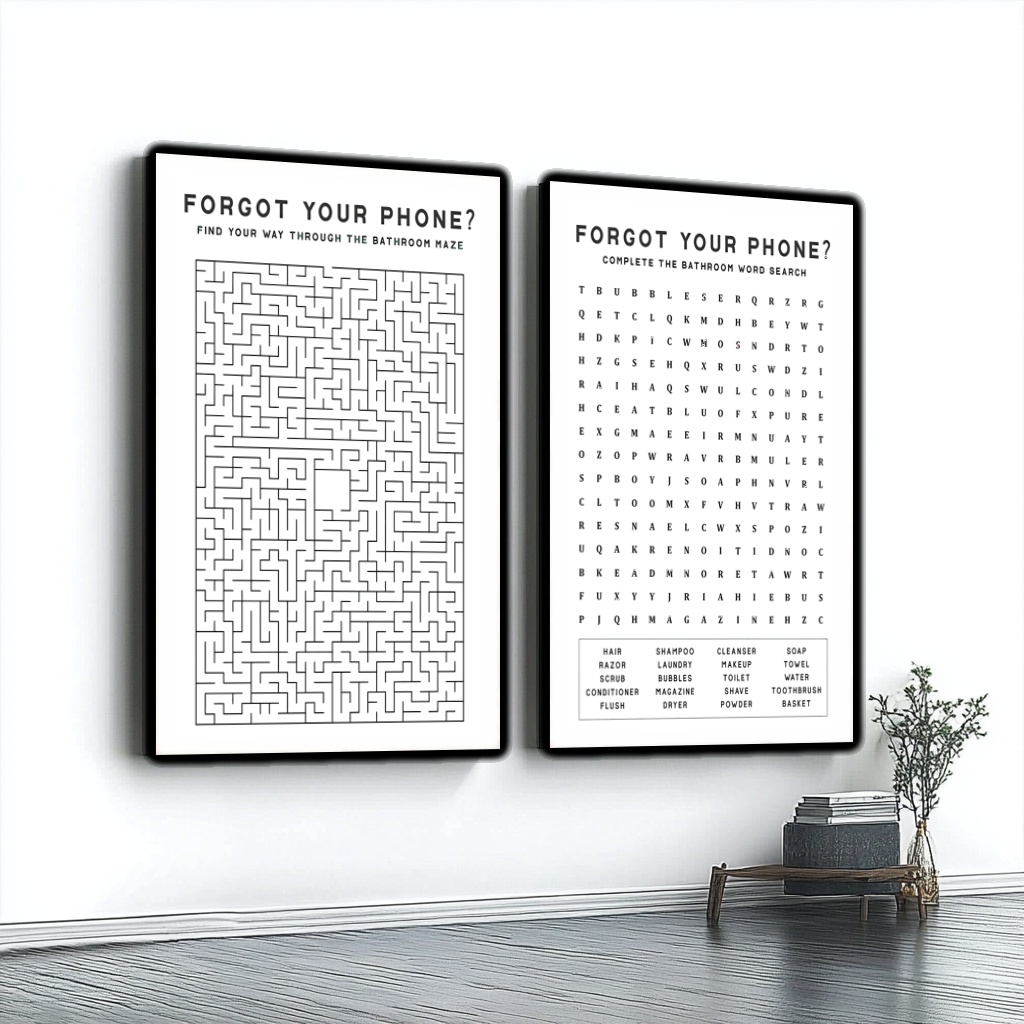 FORGOT YOUR PHONE?
FIND YOUR WAY THROUGH THE BATHROOM MAZE
FORGOT YOUR PHONE?
COMPLETE THE BATHROOM WORD SEARCH
T B U B B L E S E R Q R Z R G
Q E T C L Q K M D H B E Y W T
H D K P I C W M O S N D R T O
H Z G S E H Q X R U S W D Z I
R A I H A Q S W U L C O N D L
H C E A T B L U O F X P U R E
E X G M A E E I R M N U A Y T
O Z O P W R A V R B M U L E R
S P B O Y J S O A P H N V R L
C L T O O M X F V H V T R A W
R E S N A E L C W X S P O Z I
U Q A K R E N O I T I D N O C
B K E A D M N O R E T A W R T
F U X Y Y J R I A H I E B U S
P J Q H M A G A Z I N E H Z C
HAIR SHAMPOO CLEANSER SOAP
RAZOR LAUNDRY MAKEUP TOWEL
SCRUB BUBBLES TOILET WATER
CONDITIONER MAGAZINE SHAVE TOOTHBRUSH
FLUSH DRYER POWDER BASKET